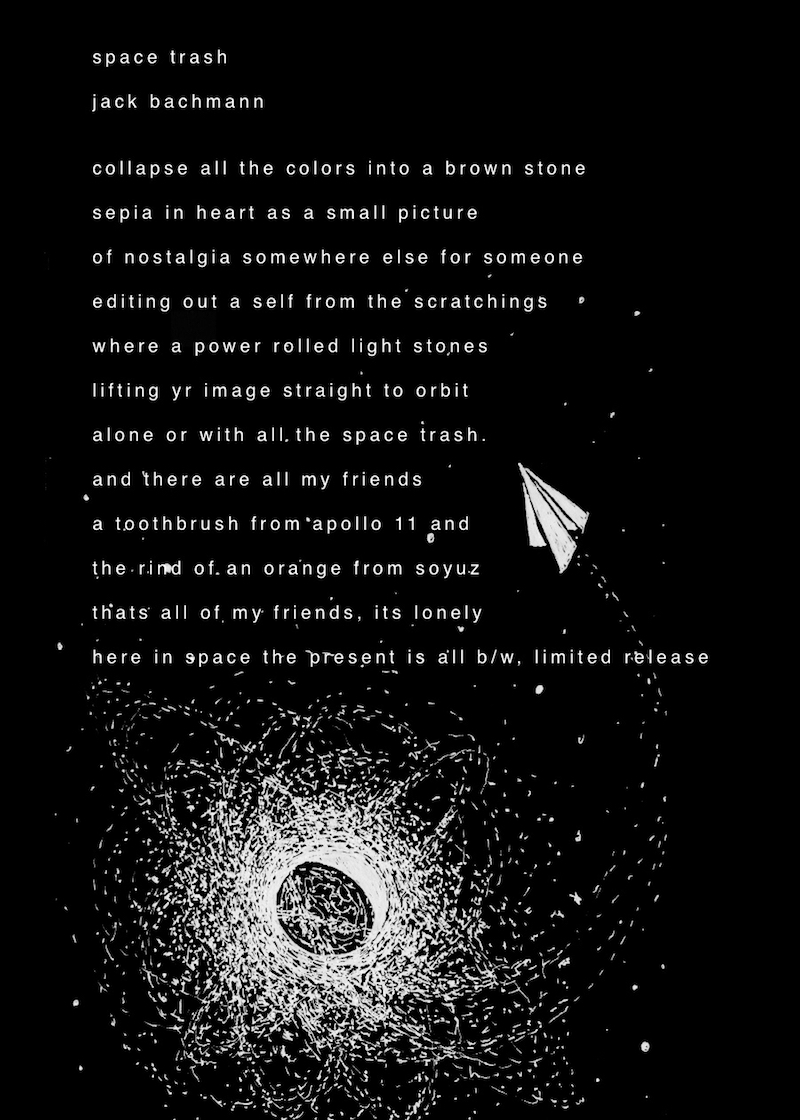 space trash
jack bachmann
collapse all the colors into a brown stone
sepia in heart as a small picture
of nostalgia somewhere else for someone
editing out a self from the scratchings
where a power rolled light stones
lifting yr image straight to orbit
alone or with all the space trash.
and there are all my friends
a toothbrush from apollo 11 and
the rind of an orange from soyuz
thats all of my friends, its lonely
here in space the present is all b/w, limited release